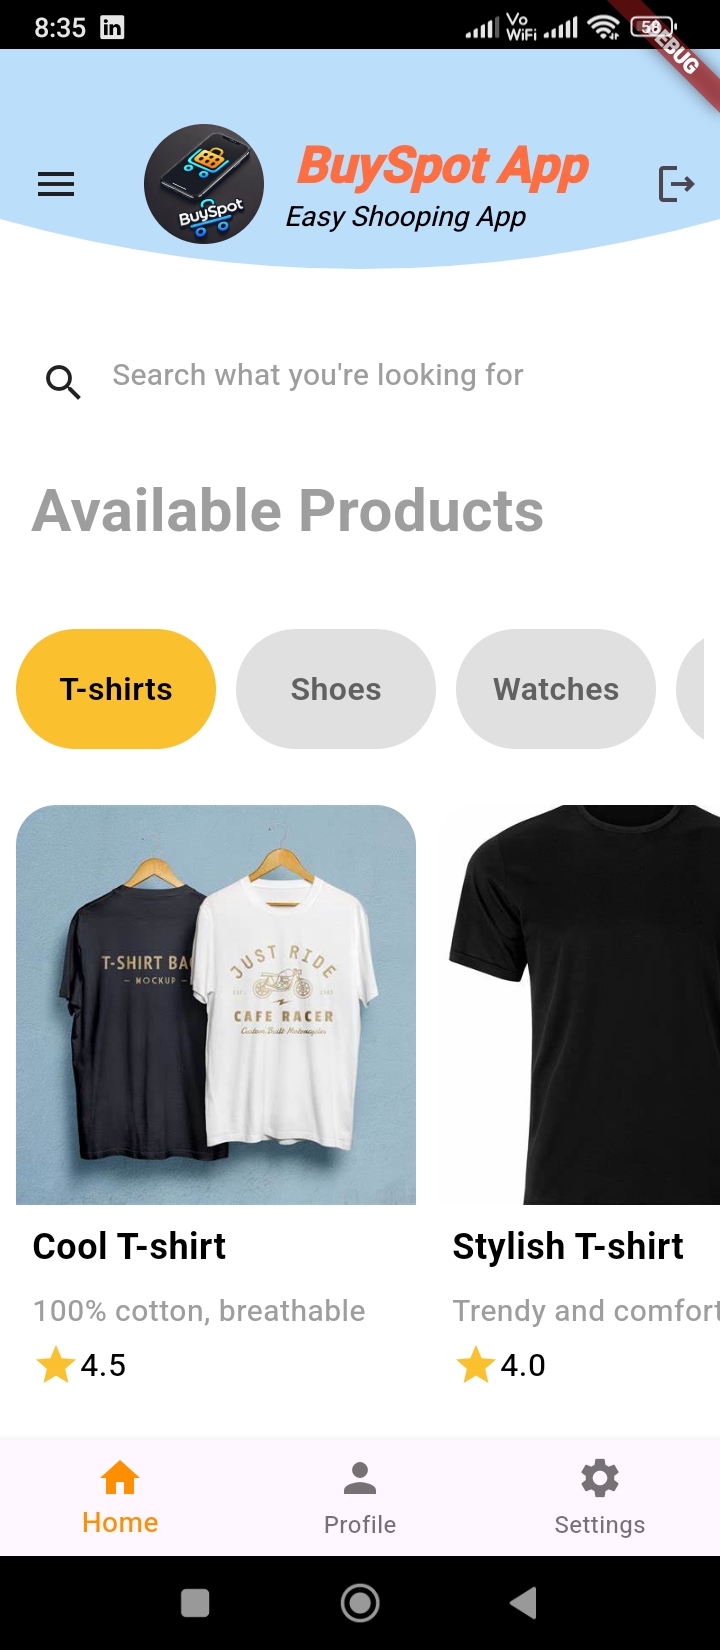 8:35
Vo
WiFi
58
DEBUG
BuySpot
BuySpot App
Easy Shooping App
Search what you're looking for
Available Products
T-shirts
Shoes
Watches
T-SHIRT BAC
– MOCKUP –
JUST RIDE
CAFE RACER
Custom Built Motorcycles
Cool T-shirt
Stylish T-shirt
100% cotton, breathable
Trendy and comfort
4.5
4.0
Home
Profile
Settings